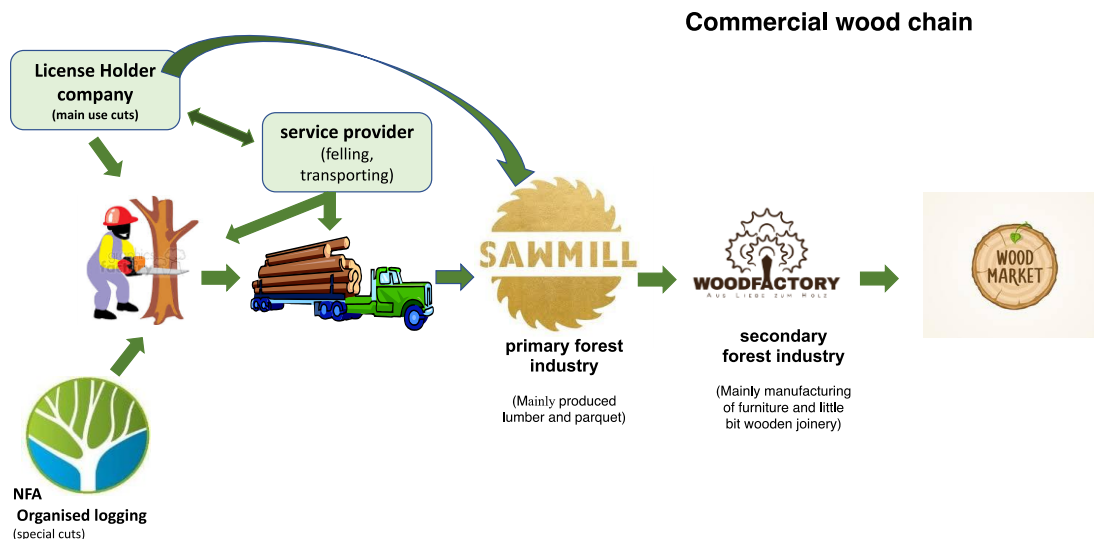 Commercial wood chain
License Holder
company
(main use cuts)
service provider
(felling,
transporting)
SAWMILL
primary forest
industry
(Mainly produced
lumber and parquet)
WOODFACTORY
AUS LIEBE ZUM HOLZ
secondary
forest industry
(Mainly manufacturing
of furniture and little
bit wooden joinery)
WOOD
MARKET
NFA
Organised logging
(special cuts)